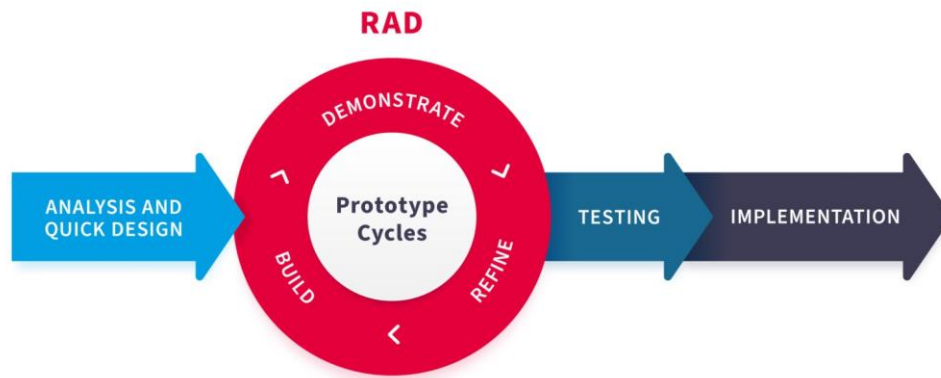 RAD
ANALYSIS AND
QUICK DESIGN
DEMONSTRATE
REFINE
BUILD
Prototype
Cycles
TESTING
IMPLEMENTATION